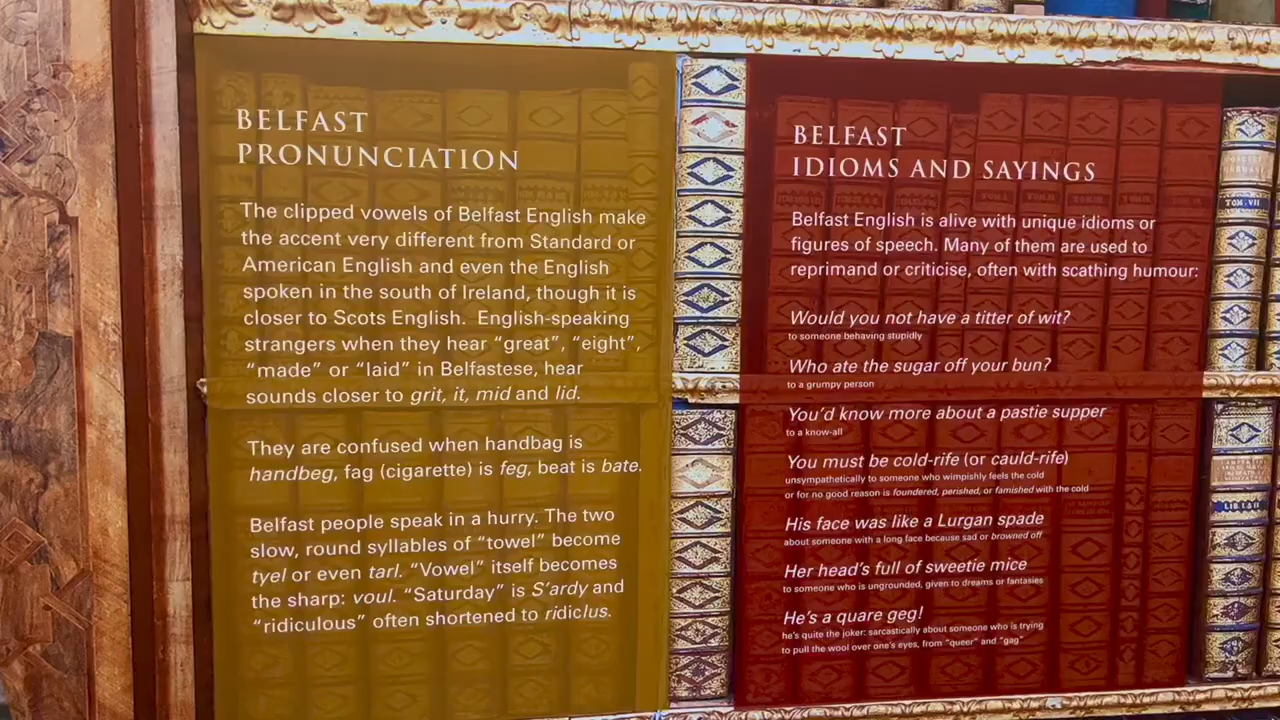 BELFAST
PRONUNCIATION
The clipped vowels of Belfast English make
the accent very different from Standard or
American English and even the English
spoken in the south of Ireland, though it is
closer to Scots English. English-speaking
strangers when they hear “great”, “eight”,
“made” or “laid” in Belfastese, hear
sounds closer to grit, it, mid and lid.
They are confused when handbag is
handbeg, fag (cigarette) is feg, beat is bate.
Belfast people speak in a hurry. The two
slow, round syllables of “towel” become
tyel or even tarl. “Vowel” itself becomes
the sharp: voul. “Saturday” is S’ardy and
“ridiculous” often shortened to ridiclus.
BELFAST
IDIOMS AND SAYINGS
Belfast English is alive with unique idioms or
figures of speech. Many of them are used to
reprimand or criticise, often with scathing humour:
Would you not have a titter of wit?
to someone behaving stupidly
Who ate the sugar off your bun?
to a grumpy person
You’d know more about a pastie supper
to a know-all
You must be cold-rife (or cauld-rife)
unsympathetically to someone who wimpishly feels the cold
or for no good reason is foundered, perished, or famished with the cold
His face was like a Lurgan spade
about someone with a long face because sad or browned off
Her head’s full of sweetie mice
to someone who is ungrounded, given to dreams or fantasies
He’s a quare geg!
he’s quite the joker: sarcastically about someone who is trying
to pull the wool over one’s eyes, from “queer” and “gag”
TOM. VII
LIB. I & II